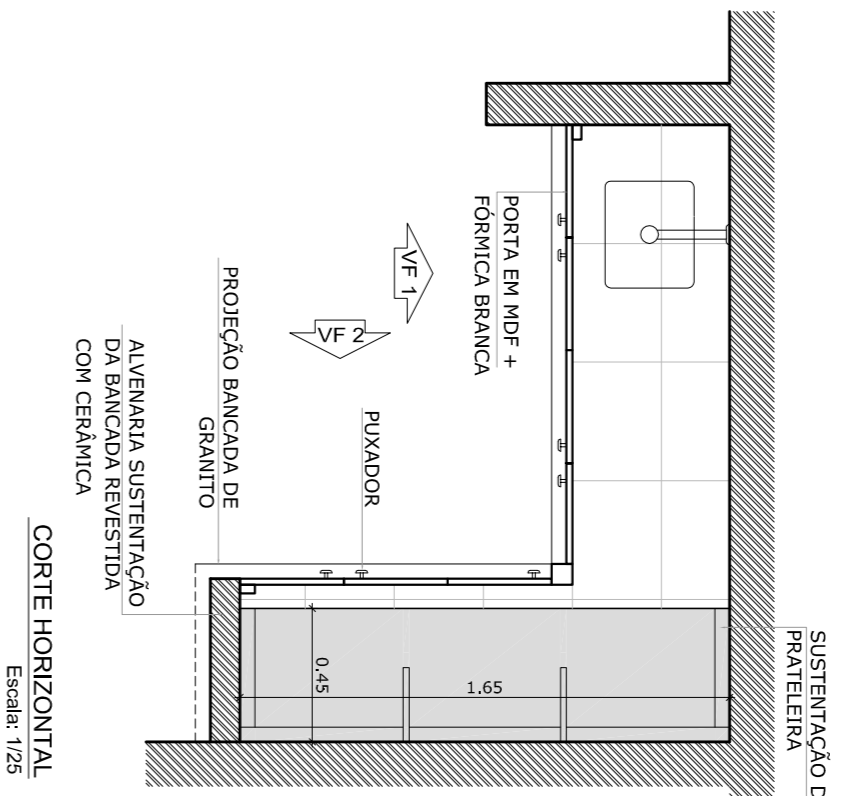 SUSTENTAÇÃO D
PRATELEIRA
PORTA EM MDF +
FÓRMICA BRANCA
VF 1
VF 2
PUXADOR
PROJEÇÃO BANCADA DE
GRANITO
ALVENARIA SUSTENTAÇÃO
DA BANCADA REVESTIDA
COM CERÂMICA
0.45
1.65
CORTE HORIZONTAL
Escala: 1/25